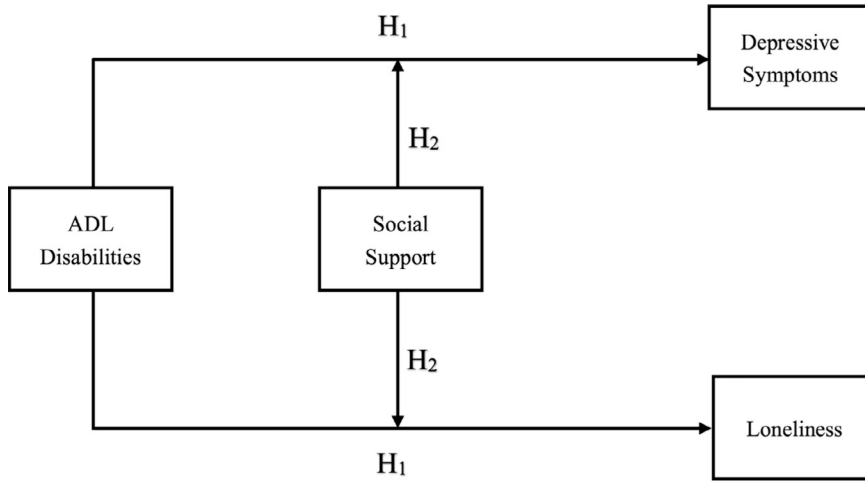 H₁
Depressive
Symptoms
H₂
ADL
Disabilities
Social
Support
H₂
Loneliness
H₁